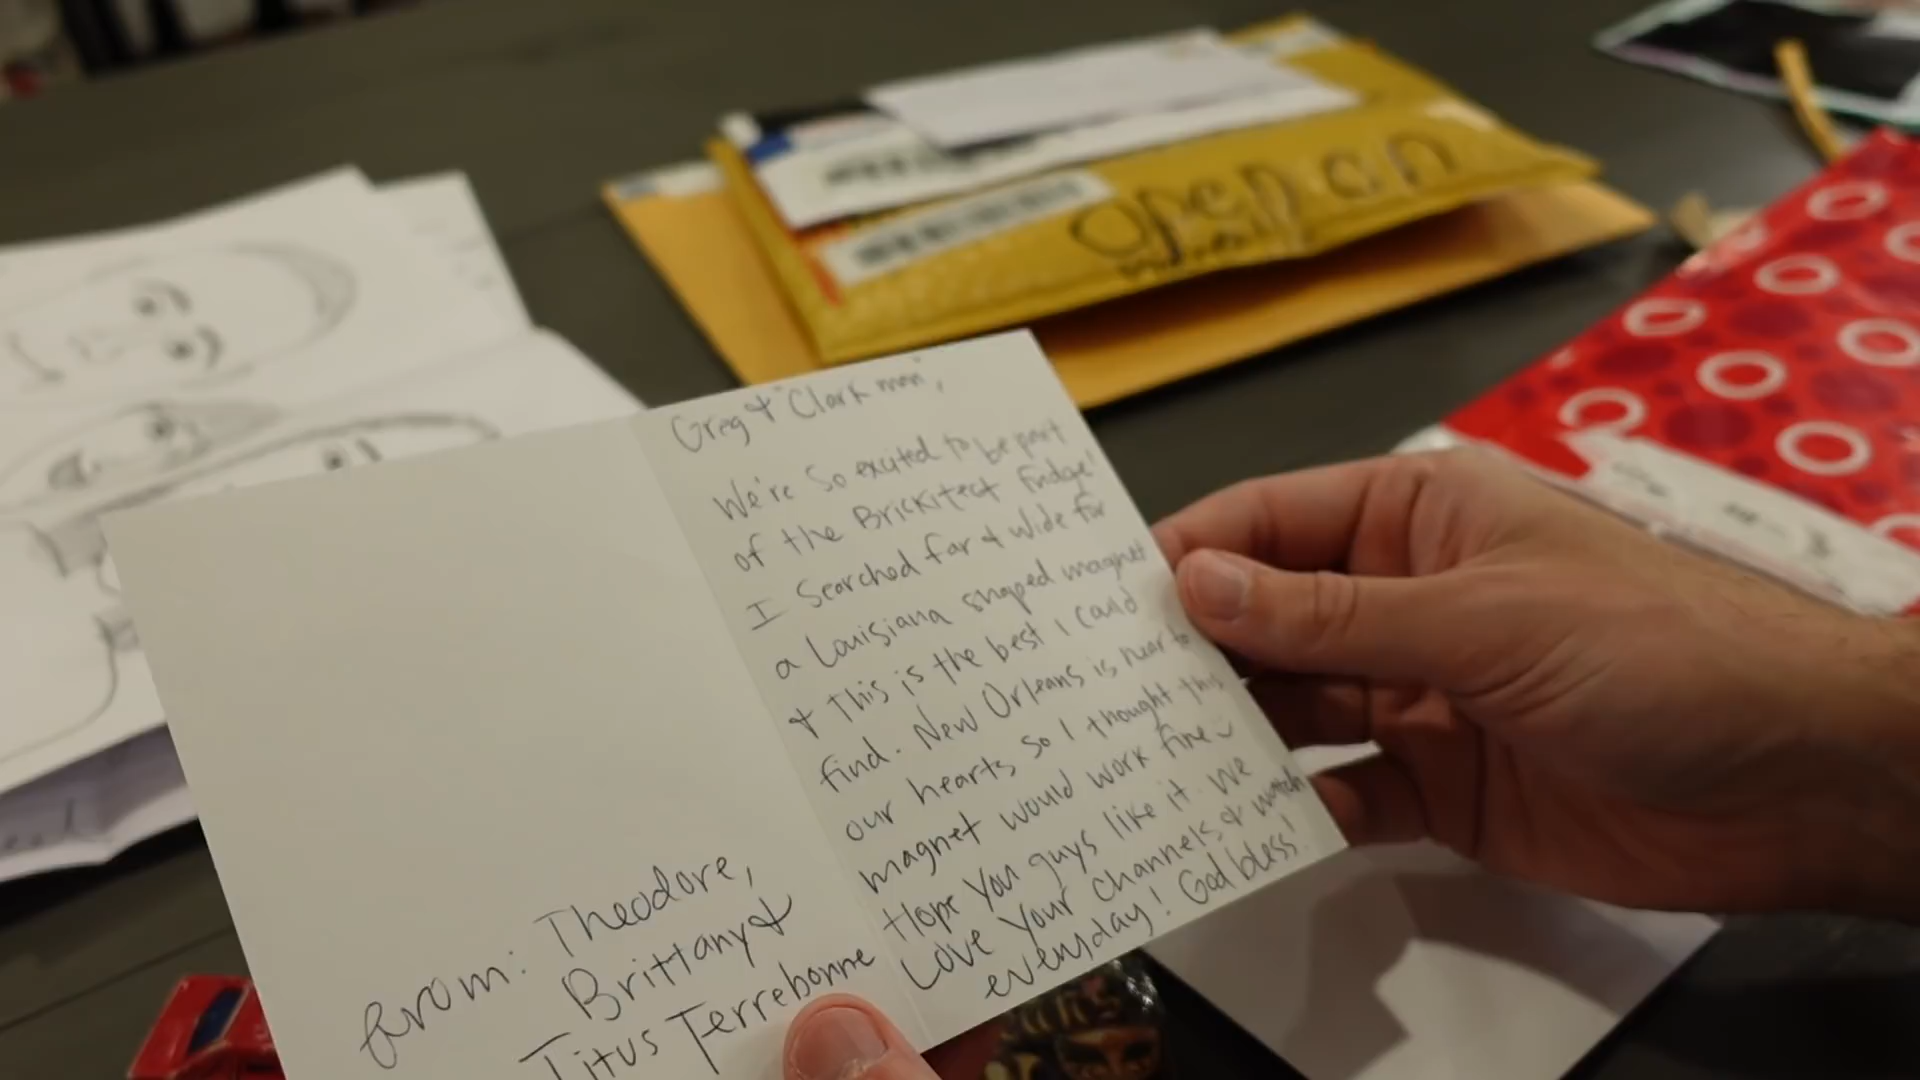 open on
Greg & "Clark man",
We're so excited to be part
of the Brickitect Fridge!
I Searched far & wide for
a Louisiana shaped magnet
& this is the best I could
find. New Orleans is near to
our hearts so I thought this
magnet would work fine
Hope you guys like it. We
Love your channels & watch
everyday! God bless!
from: Theodore,
Brittany &
Titus Terrebonne